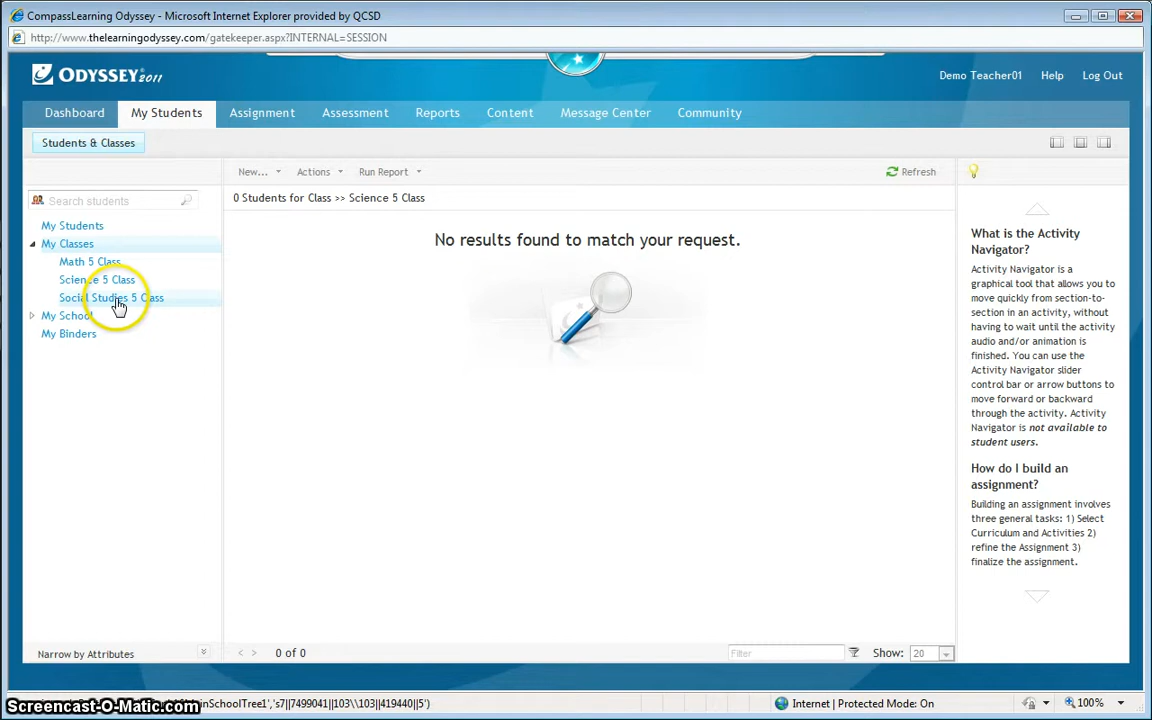 CompassLearning Odyssey - Microsoft Internet Explorer provided by QCSD
http://www.thelearningodyssey.com/gatekeeper.aspx?INTERNAL=SESSION
ODYSSEY 2011
Demo Teacher01 Help Log Out
Dashboard My Students Assignment Assessment Reports Content Message Center Community
Students & Classes
New... Actions Run Report Refresh
Search students
0 Students for Class >> Science 5 Class
My Students
My Classes
Math 5 Class
Science 5 Class
Social Studies 5 Class
My School
My Binders
No results found to match your request.
What is the Activity
Navigator?
Activity Navigator is a
graphical tool that allows you to
move quickly from section-to-
section in an activity, without
having to wait until the activity
audio and/or animation is
finished. You can use the
Activity Navigator slider
control bar or arrow buttons to
move forward or backward
through the activity. Activity
Navigator is not available to
student users.
How do I build an
assignment?
Building an assignment involves
three general tasks: 1) Select
Curriculum and Activities 2)
refine the Assignment 3)
finalize the assignment.
Narrow by Attributes
0 of 0
Filter
Show: 20
inSchoolTree1','s7||7499041||103\\103||419440||5')
Internet | Protected Mode: On
100%
Screencast-O-Matic.com